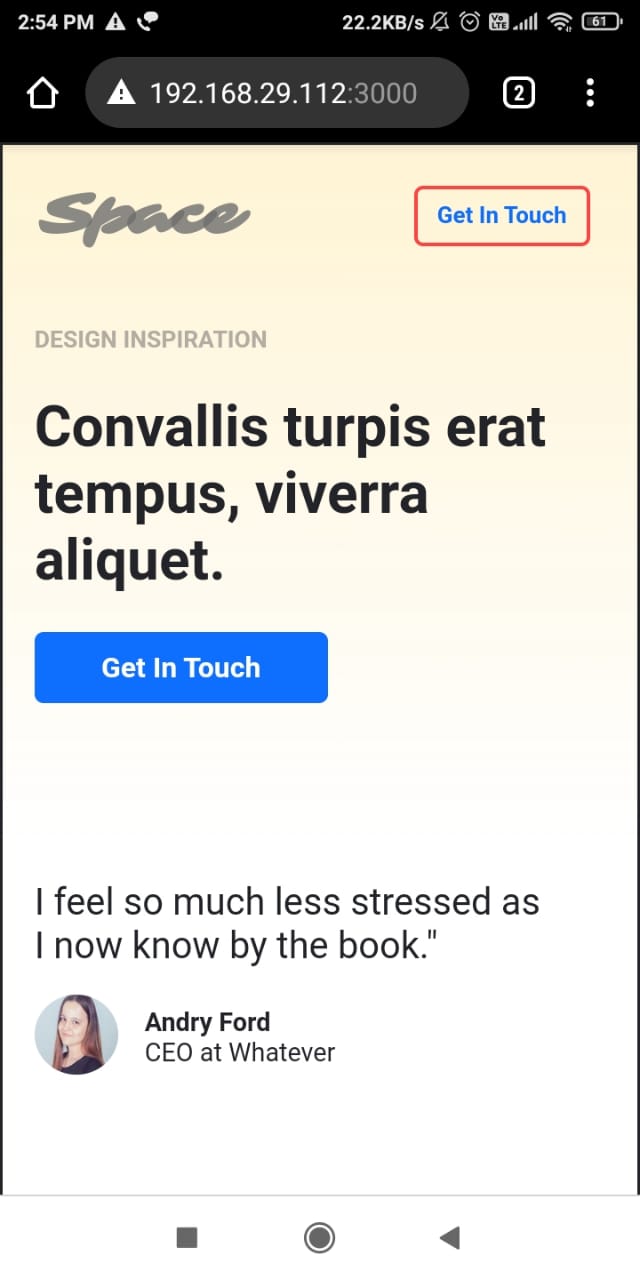 2:54 PM 22.2KB/s Vo LTE 61
192.168.29.112:3000 2
Space Get In Touch
DESIGN INSPIRATION
Convallis turpis erat
tempus, viverra
aliquet.
Get In Touch
I feel so much less stressed as
I now know by the book."
Andry Ford
CEO at Whatever